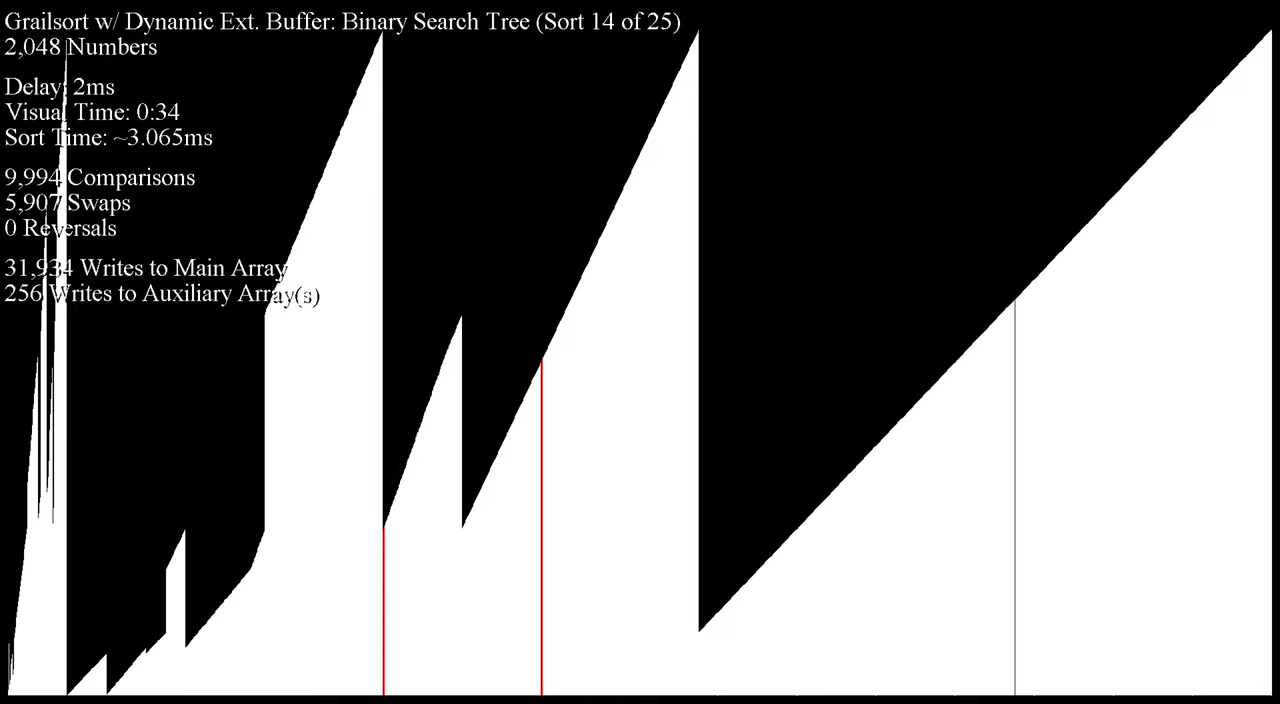 Grailsort w/ Dynamic Ext. Buffer: Binary Search Tree (Sort 14 of 25)
2,048 Numbers
Delay: 2ms
Visual Time: 0:34
Sort Time: ~3.065ms
9,994 Comparisons
5,907 Swaps
0 Reversals
31,934 Writes to Main Array
256 Writes to Auxiliary Array(s)